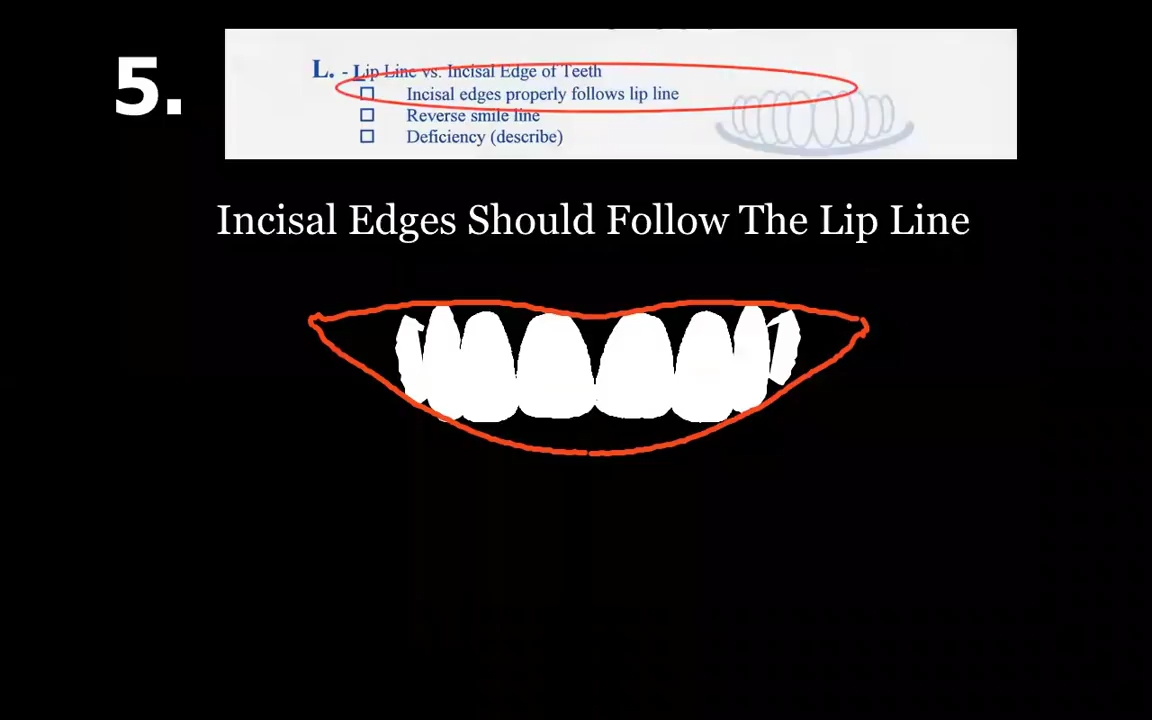 5.
L. - Lip Line vs. Incisal Edge of Teeth
Incisal edges properly follows lip line
Reverse smile line
Deficiency (describe)
Incisal Edges Should Follow The Lip Line